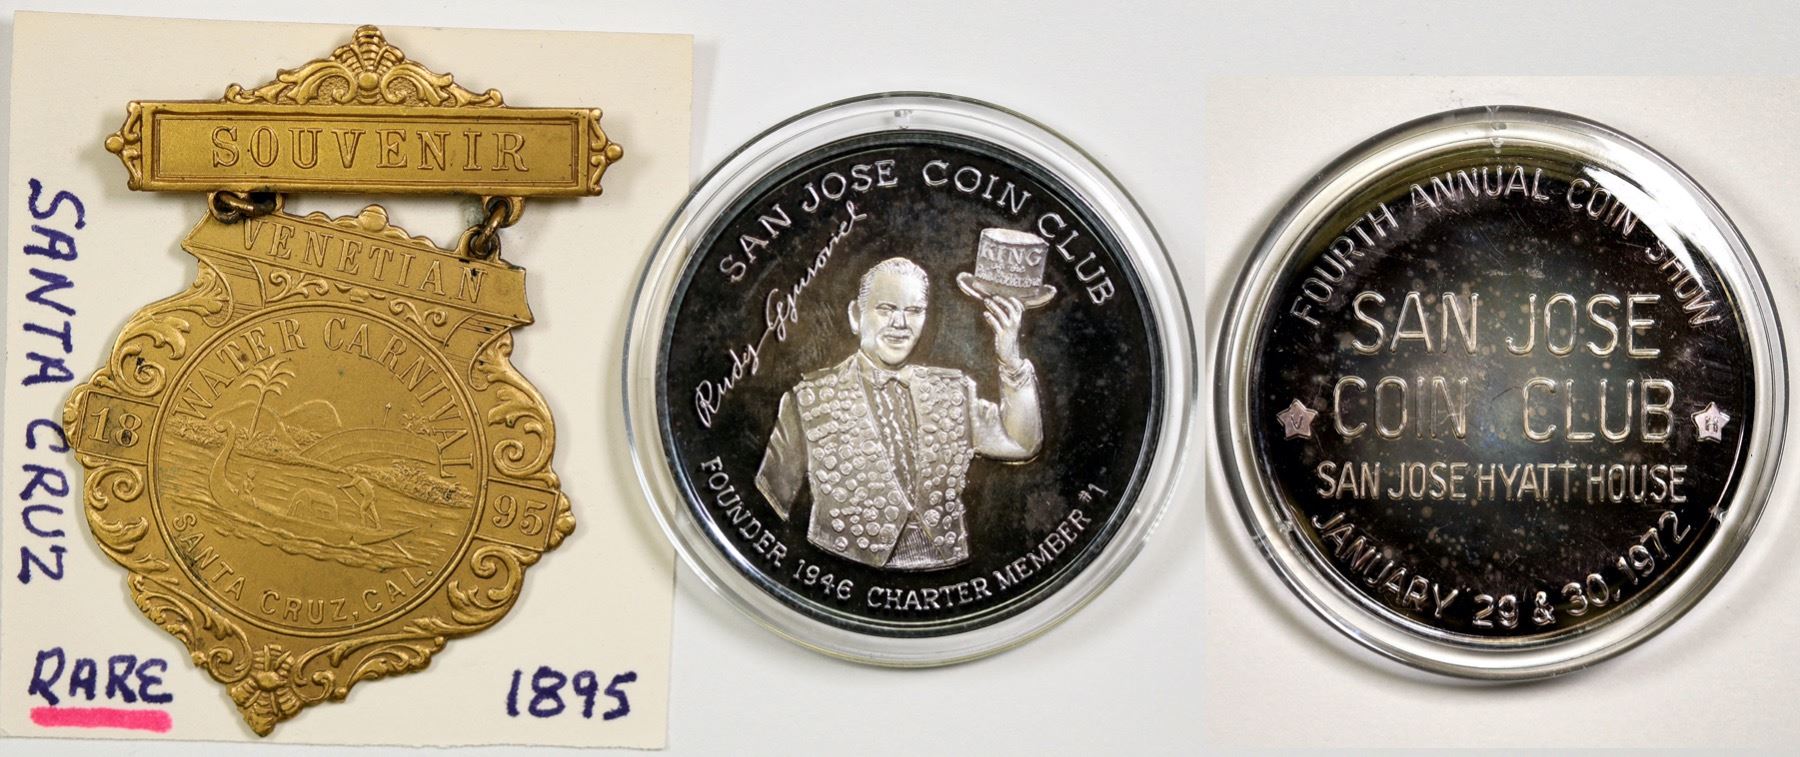 SANTA CRUZ
SOUVENIR
VENETIAN
WATER CARNIVAL
18 95
SANTA CRUZ, CAL.
RARE
1895
SAN JOSE COIN CLUB
KING
FOUNDER 1946 CHARTER MEMBER #1
FOURTH ANNUAL COIN SHOW
SAN JOSE
COIN CLUB
SAN JOSE HYATT HOUSE
JANUARY 29 & 30, 1972